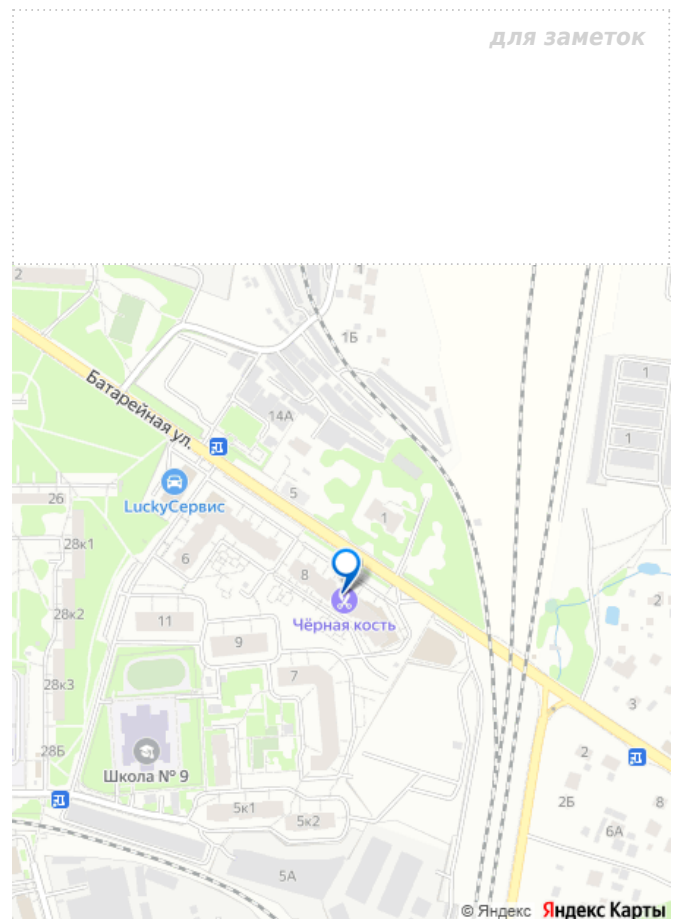 для заметок
2
1
1Б
1
Батарейная ул.
14А
1
5
LuckyСервис
26
1
28к1
6
8
28к2
2
Чёрная кость
11
9
7
28к3
3
28Б
2
Школа № 9
2Б
8
5к1
5к2
6А
5А
© Яндекс Яндекс Карты